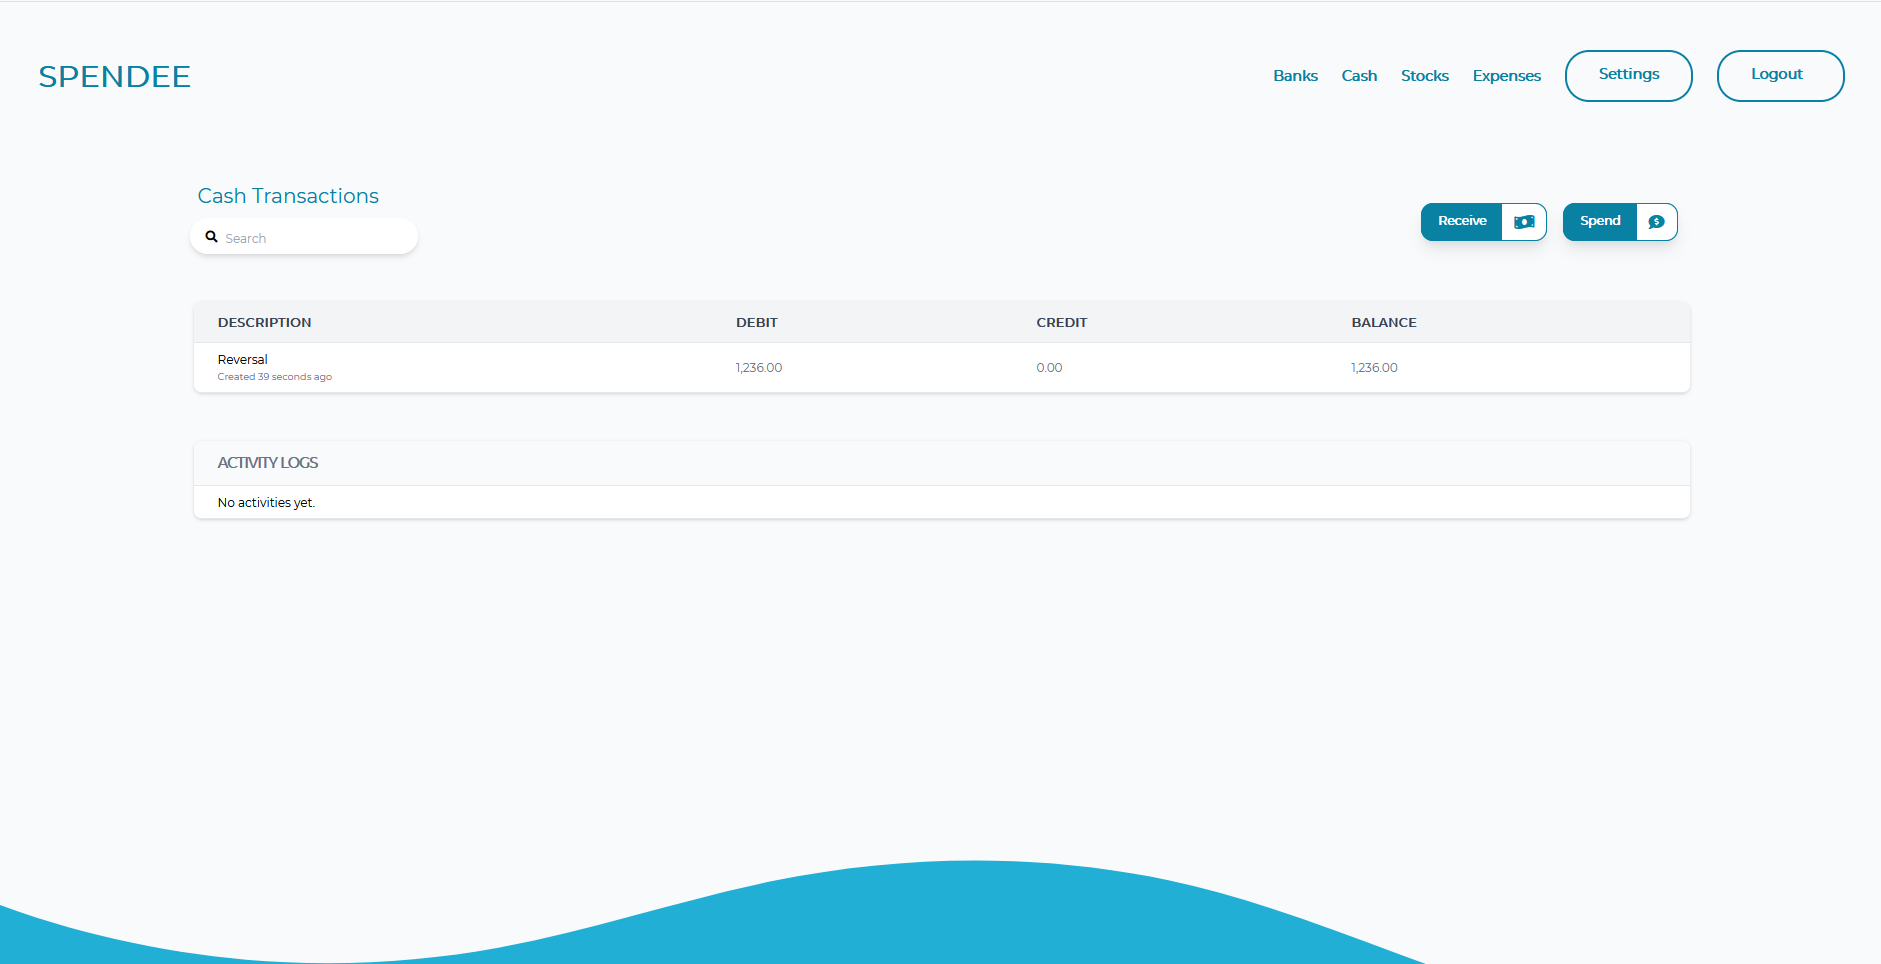 SPENDEE
Banks Cash Stocks Expenses Settings Logout
Cash Transactions
Search
Receive Spend
DESCRIPTION DEBIT CREDIT BALANCE
Reversal
Created 39 seconds ago
1,236.00 0.00 1,236.00
ACTIVITY LOGS
No activities yet.